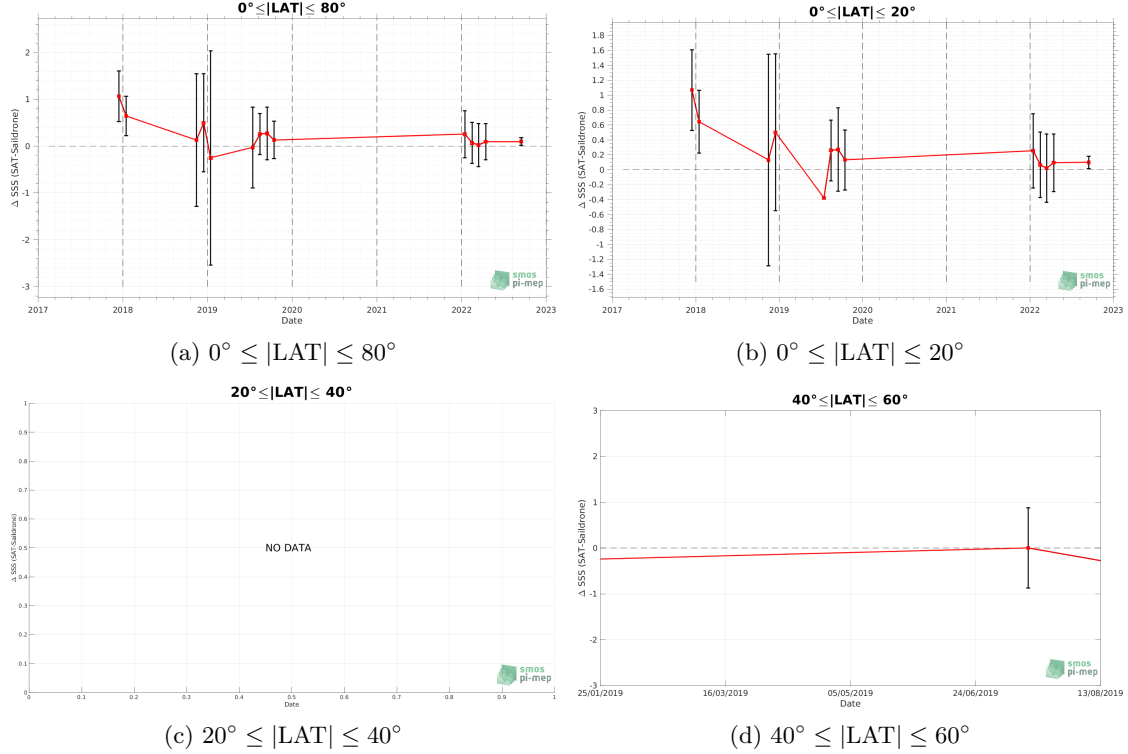 0°≤|LAT|≤ 80°
Δ SSS (SAT-Saildrone)
2
1
0
-1
-2
-3
2017
2018
2019
2020
2021
2022
2023
Date
smos
pi-mep
(a) 0° ≤ |LAT| ≤ 80°
0°≤|LAT|≤ 20°
Δ SSS (SAT-Saildrone)
1.8
1.6
1.4
1.2
1
0.8
0.6
0.4
0.2
0
-0.2
-0.4
-0.6
-0.8
-1
-1.2
-1.4
-1.6
2017
2018
2019
2020
2021
2022
2023
Date
smos
pi-mep
(b) 0° ≤ |LAT| ≤ 20°
20°≤|LAT|≤ 40°
Δ SSS (SAT-Saildrone)
1
0.9
0.8
0.7
0.6
0.5
0.4
0.3
0.2
0.1
0
NO DATA
0
0.1
0.2
0.3
0.4
0.5
0.6
0.7
0.8
0.9
1
Date
smos
pi-mep
(c) 20° ≤ |LAT| ≤ 40°
40°≤|LAT|≤ 60°
Δ SSS (SAT-Saildrone)
3
2
1
0
-1
-2
-3
25/01/2019
16/03/2019
05/05/2019
24/06/2019
13/08/2019
Date
smos
pi-mep
(d) 40° ≤ |LAT| ≤ 60°